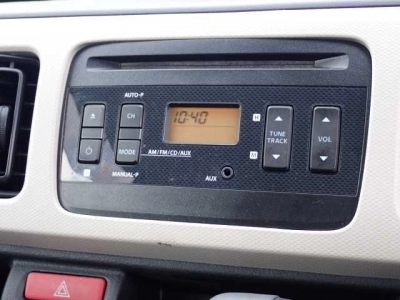 AUTO-P
CH
10:40
H
TUNE
TRACK
VOL
MODE
AM/FM/CD/AUX
M
MANUAL-P
AUX